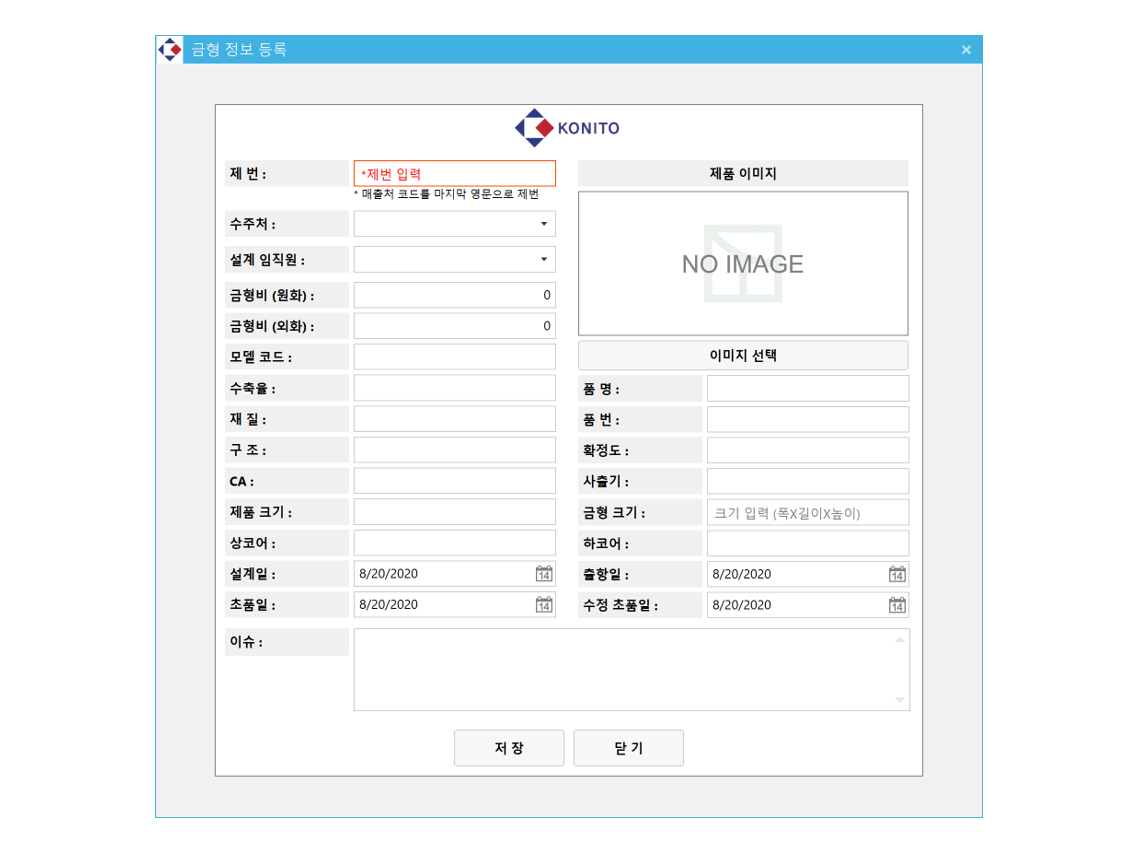 금형 정보 등록
KONITO
제 번 :
*제번 입력
* 매출처 코드를 마지막 영문으로 제번
수주처 :
설계 임직원 :
금형비 (원화) :
0
금형비 (외화) :
0
모델 코드 :
수축율 :
재 질 :
구 조 :
CA :
제품 크기 :
상코어 :
설계일 :
8/20/2020
14
초품일 :
8/20/2020
14
제품 이미지
NO IMAGE
이미지 선택
품 명 :
품 번 :
확정도 :
사출기 :
금형 크기 :
크기 입력 (폭X길이X높이)
하코어 :
출항일 :
8/20/2020
14
수정 초품일 :
8/20/2020
14
이슈 :
저 장
닫 기